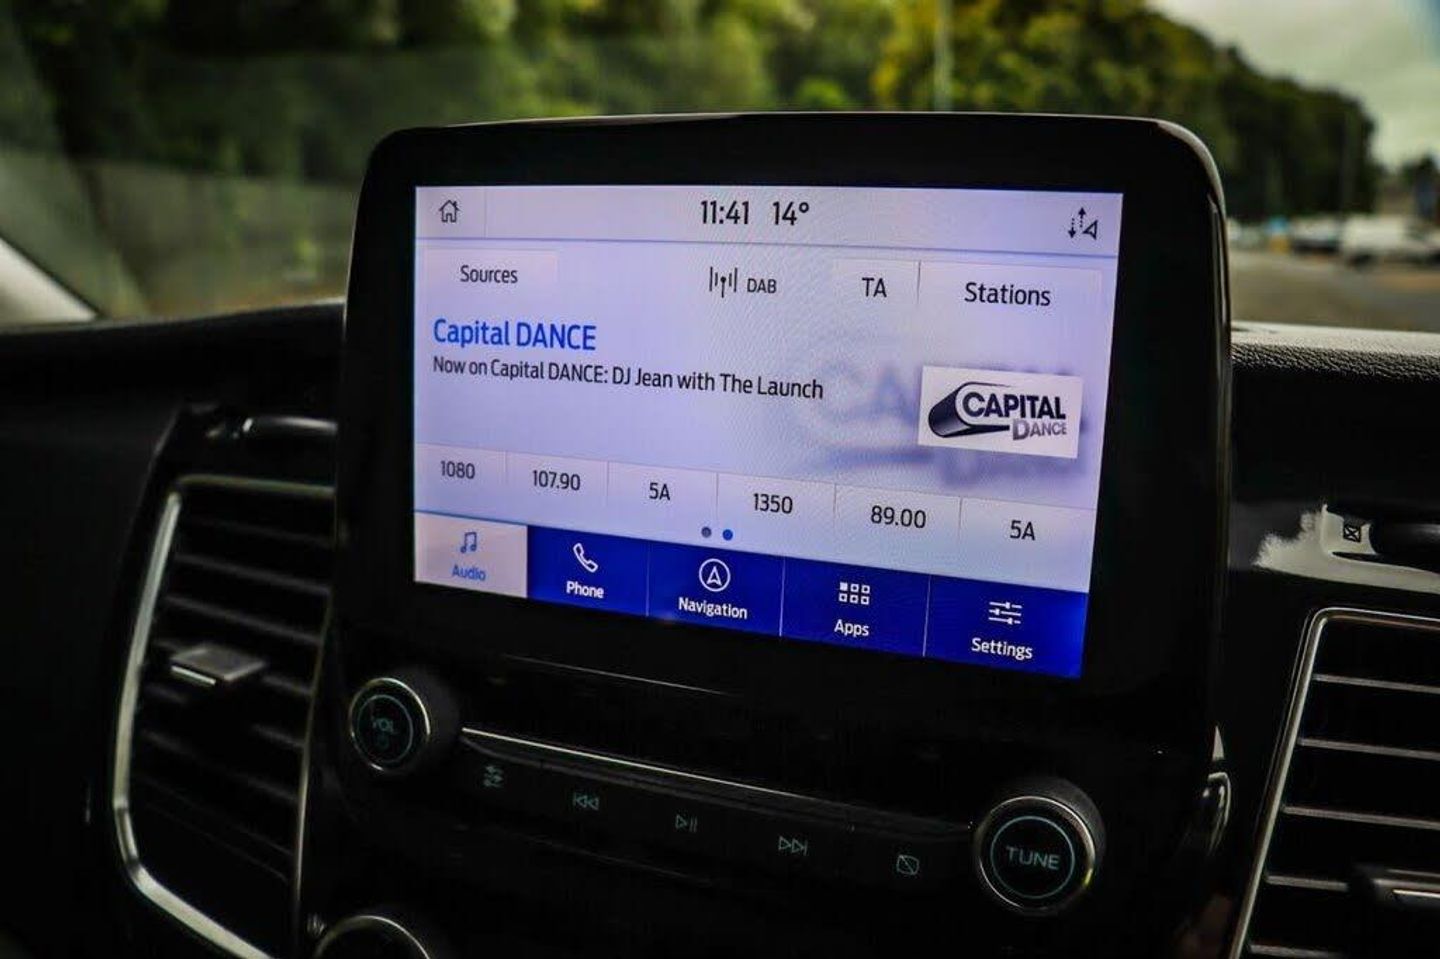 11:41 14°
Sources DAB TA Stations
Capital DANCE
Now on Capital DANCE: DJ Jean with The Launch
CAPITAL
DANCE
1080 107.90 5A 1350 89.00 5A
Audio Phone Navigation Apps Settings
VOL
TUNE